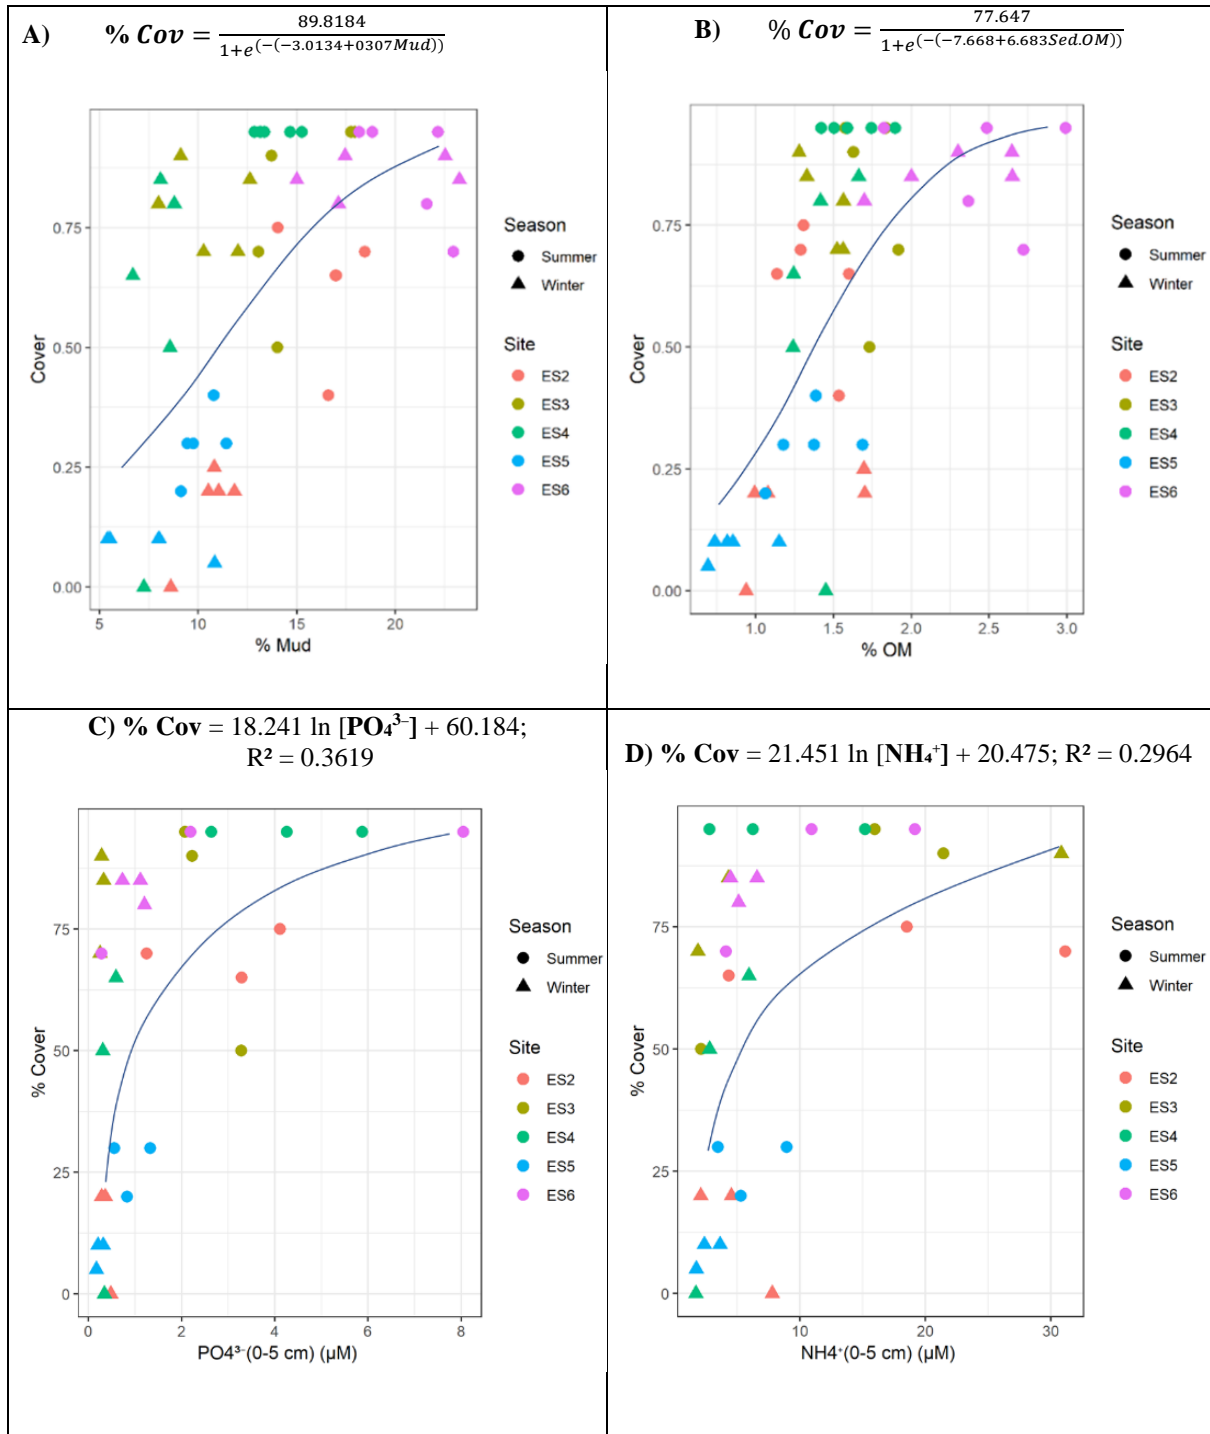 A) % Cov = 89.8184 / 1+e^(−(−3.0134+0307Mud))
Cover
0.75
0.50
0.25
0.00
5 10 15 20
% Mud
Season
Summer
Winter
Site
ES2
ES3
ES4
ES5
ES6
B) % Cov = 77.647 / 1+e^(−(−7.668+6.683Sed.OM))
Cover
0.75
0.50
0.25
0.00
1.0 1.5 2.0 2.5 3.0
% OM
Season
Summer
Winter
Site
ES2
ES3
ES4
ES5
ES6
C) % Cov = 18.241 ln [PO₄³⁻] + 60.184;
R² = 0.3619
% Cover
75
50
25
0
0 2 4 6 8
PO4³⁻(0-5 cm) (µM)
Season
Summer
Winter
Site
ES2
ES3
ES4
ES5
ES6
D) % Cov = 21.451 ln [NH₄⁺] + 20.475; R² = 0.2964
% Cover
75
50
25
0
10 20 30
NH4⁺(0-5 cm) (µM)
Season
Summer
Winter
Site
ES2
ES3
ES4
ES5
ES6